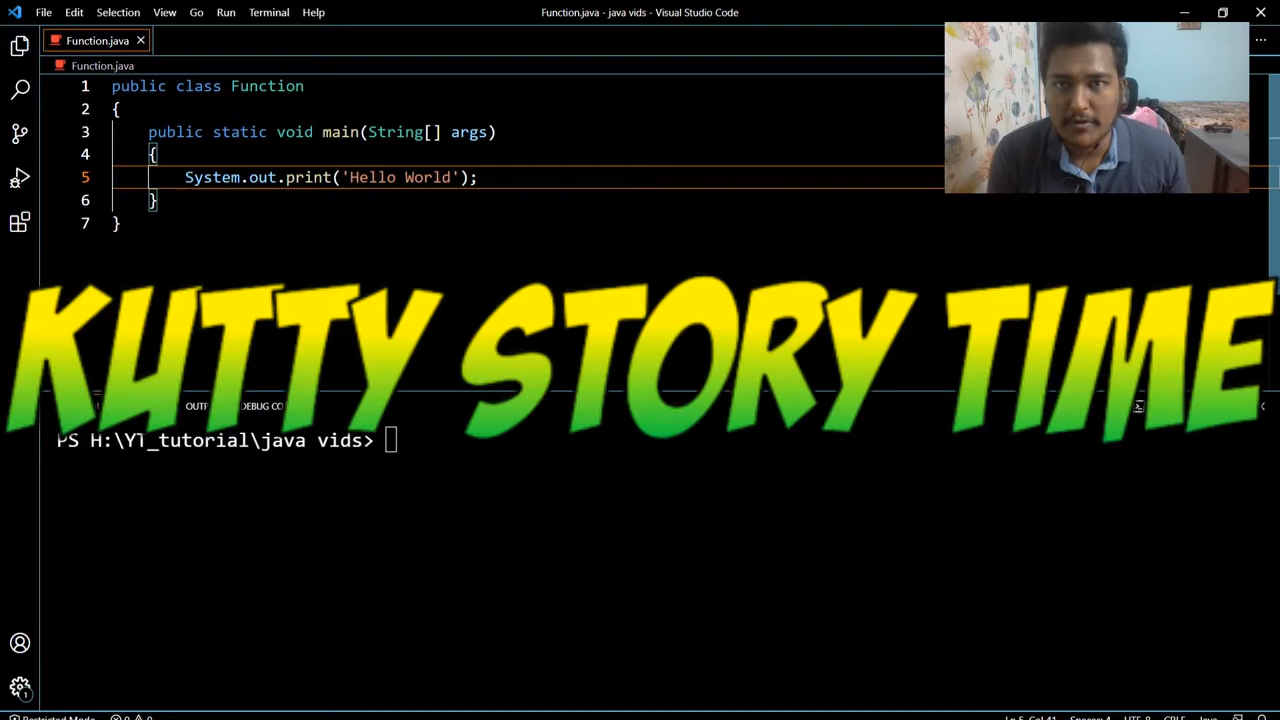 File Edit Selection View Go Run Terminal Help
Function.java - java vids - Visual Studio Code
Function.java
Function.java
1 public class Function
2 {
3 public static void main(String[] args)
4 {
5 System.out.print('Hello World');
6 }
7 }
KUTTY STORY TIME
PS H:\YT_tutorial\java vids>
1